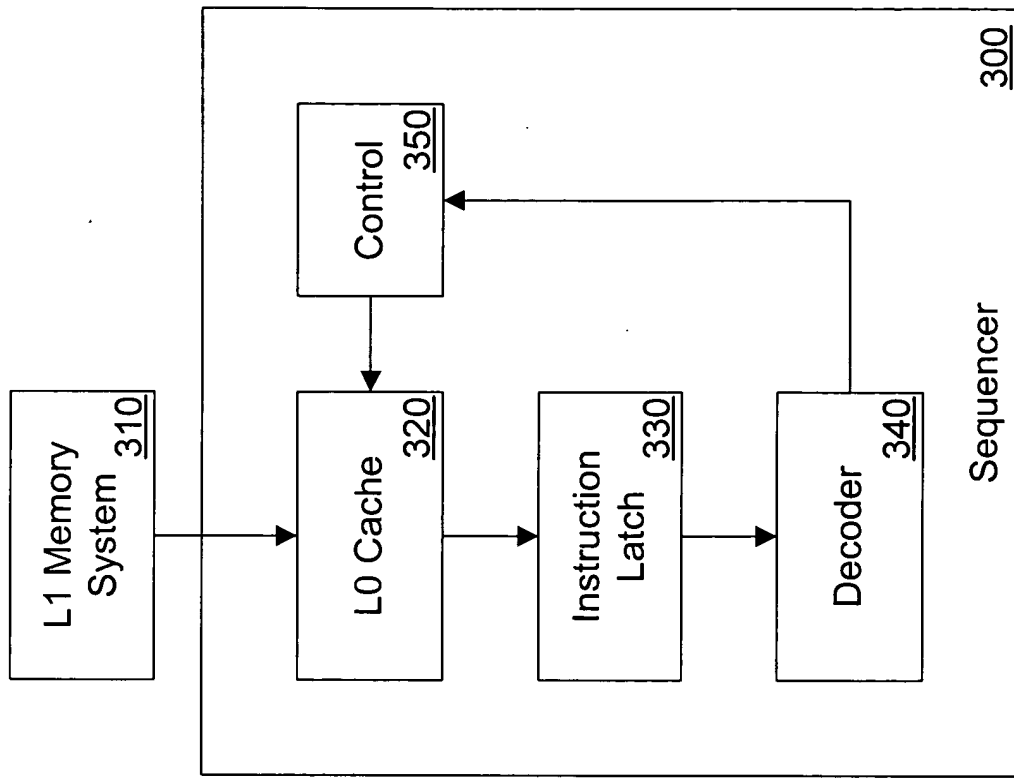 L1 Memory
System
310
L0 Cache
320
Control
350
Instruction
Latch
330
Decoder
340
Sequencer
300